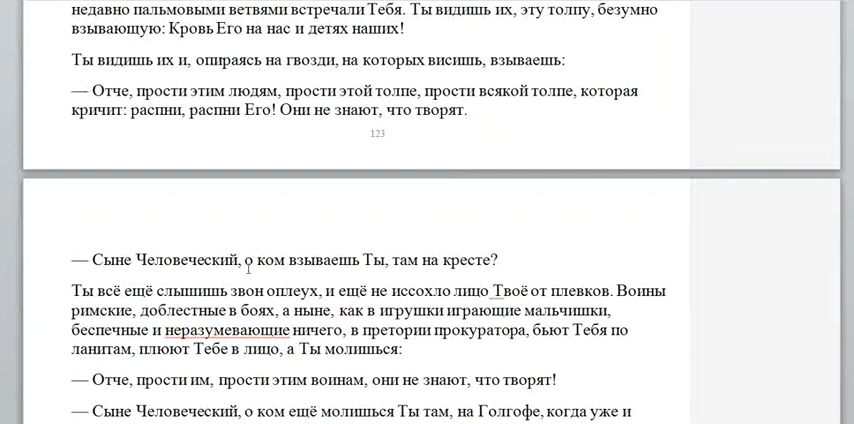 недавно пальмовыми ветвями встречали Тебя. Ты видишь их, эту толпу, безумно
взывающую: Кровь Его на нас и детях наших!
Ты видишь их и, опираясь на гвозди, на которых висишь, взываешь:
— Отче, прости этим людям, прости этой толпе, прости всякой толпе, которая
кричит: распни, распни Его! Они не знают, что творят.
123
— Сыне Человеческий, о ком взываешь Ты, там на кресте?
Ты всё ещё слышишь звон оплеух, и ещё не иссохло лицо Твоё от плевков. Воины
римские, доблестные в боях, а ныне, как в игрушки играющие мальчишки,
беспечные и неразумевающие ничего, в претории прокуратора, бьют Тебя по
ланитам, плюют Тебе в лицо, а Ты молишься:
— Отче, прости им, прости этим воинам, они не знают, что творят!
— Сыне Человеческий, о ком ещё молишься Ты там, на Голгофе, когда уже и